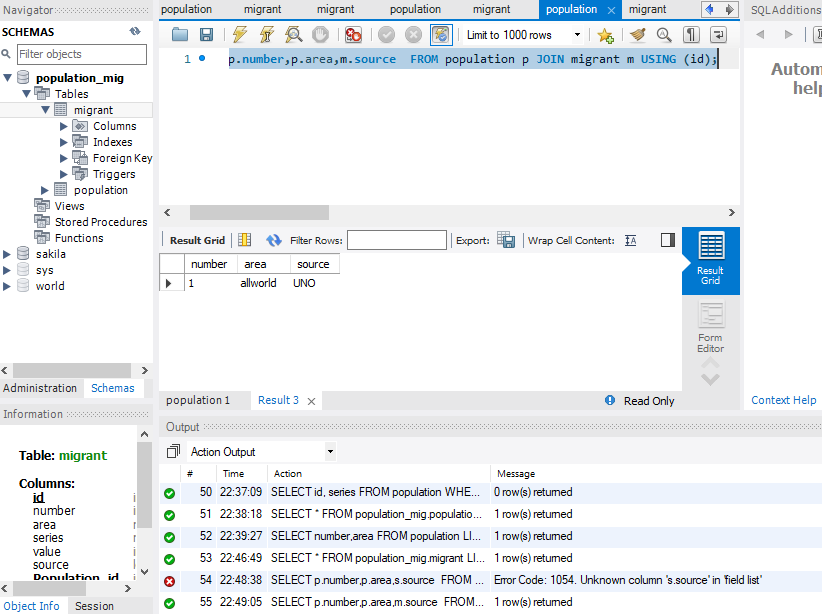 Navigator
population migrant migrant population migrant population migrant
SQLAdditions
SCHEMAS
Filter objects
Limit to 1000 rows
1 p.number,p.area,m.source FROM population p JOIN migrant m USING (id);
Autom
help
population_mig
Tables
migrant
Columns
Indexes
Foreign Key
Triggers
population
Views
Stored Procedures
Functions
sakila
sys
world
Result Grid Filter Rows: Export: Wrap Cell Content:
number area source
1 allworld UNO
Result
Grid
Form
Editor
Administration Schemas
population 1 Result 3 Read Only
Context Help
Information
Output
Action Output
Table: migrant
Columns:
id
number
area
series
value
source
Population_id
# Time Action Message
50 22:37:09 SELECT id, series FROM population WHE... 0 row(s) returned
51 22:38:18 SELECT * FROM population_mig.populatio... 1 row(s) returned
52 22:39:27 SELECT number,area FROM population LI... 1 row(s) returned
53 22:46:49 SELECT * FROM population_mig.migrant LI... 1 row(s) returned
54 22:48:38 SELECT p.number,p.area,s.source FROM ... Error Code: 1054. Unknown column 's.source' in 'field list'
55 22:49:05 SELECT p.number,p.area,m.source FROM... 1 row(s) returned
Object Info Session